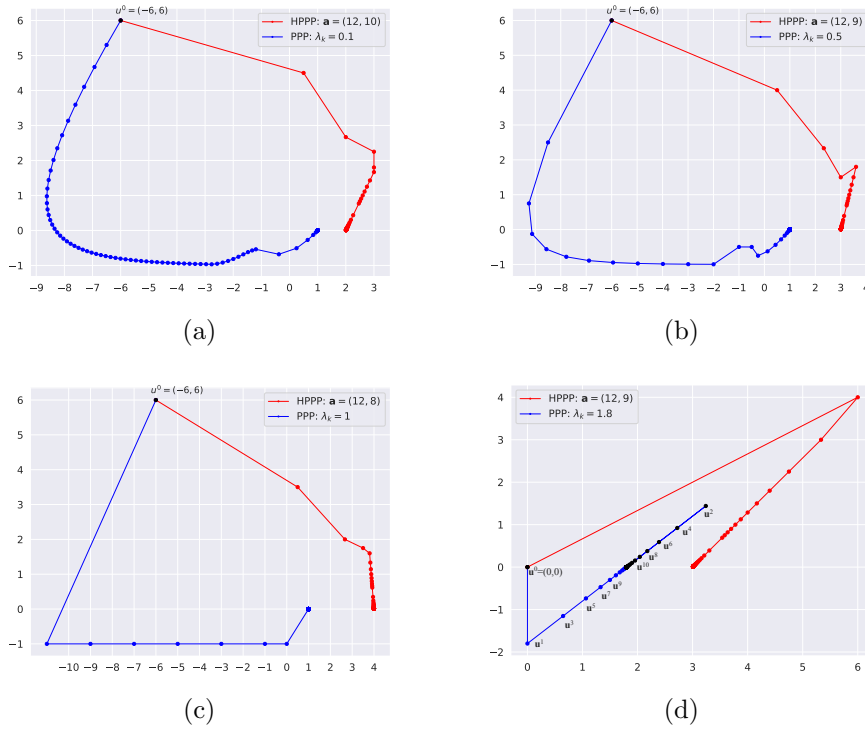 u⁰ = (−6, 6)
HPPP: a = (12, 10)
PPP: λₖ = 0.1
6
5
4
3
2
1
0
−1
−9 −8 −7 −6 −5 −4 −3 −2 −1 0 1 2 3
(a)
u⁰ = (−6, 6)
HPPP: a = (12, 9)
PPP: λₖ = 0.5
6
5
4
3
2
1
0
−1
−9 −8 −7 −6 −5 −4 −3 −2 −1 0 1 2 3 4
(b)
u⁰ = (−6, 6)
HPPP: a = (12, 8)
PPP: λₖ = 1
6
5
4
3
2
1
0
−1
−10 −9 −8 −7 −6 −5 −4 −3 −2 −1 0 1 2 3 4
(c)
HPPP: a = (12, 9)
PPP: λₖ = 1.8
4
3
2
1
0
−1
−2
u²
u⁴
u⁶
u⁸
u¹⁰
u⁰=(0,0)
u⁹
u⁷
u⁵
u³
u¹
0 1 2 3 4 5 6
(d)